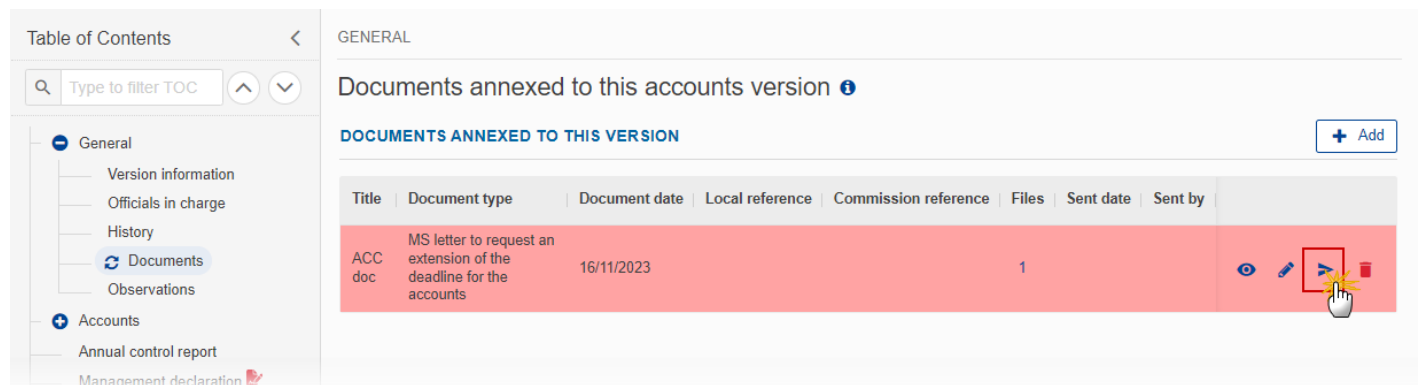 Table of Contents
Type to filter TOC
General
Version information
Officials in charge
History
Documents
Observations
Accounts
Annual control report
Management declaration
GENERAL
Documents annexed to this accounts version
DOCUMENTS ANNEXED TO THIS VERSION
Add
Title Document type Document date Local reference Commission reference Files Sent date Sent by
ACC doc
MS letter to request an
extension of the
deadline for the
accounts
16/11/2023
1